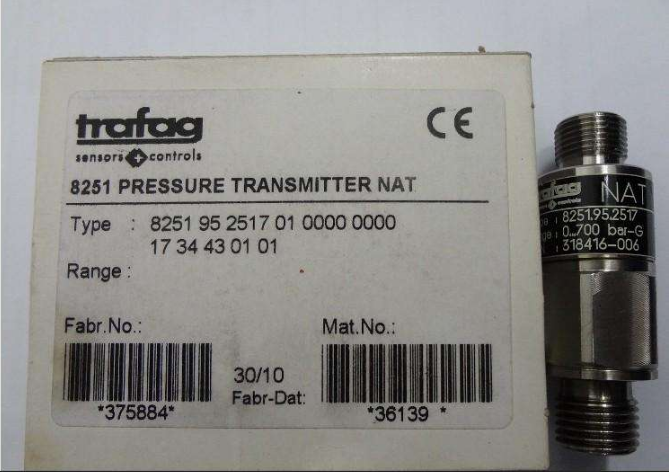 trafag
sensors controls
CE
8251 PRESSURE TRANSMITTER NAT
Type : 8251 95 2517 01 0000 0000
17 34 43 01 01
Range :
Fabr.No.:
*375884*
30/10
Fabr-Dat:
Mat.No.:
*36139 *
trafag NAT
: 8251.95.2517
: 0...700 bar-G
: 318416-006